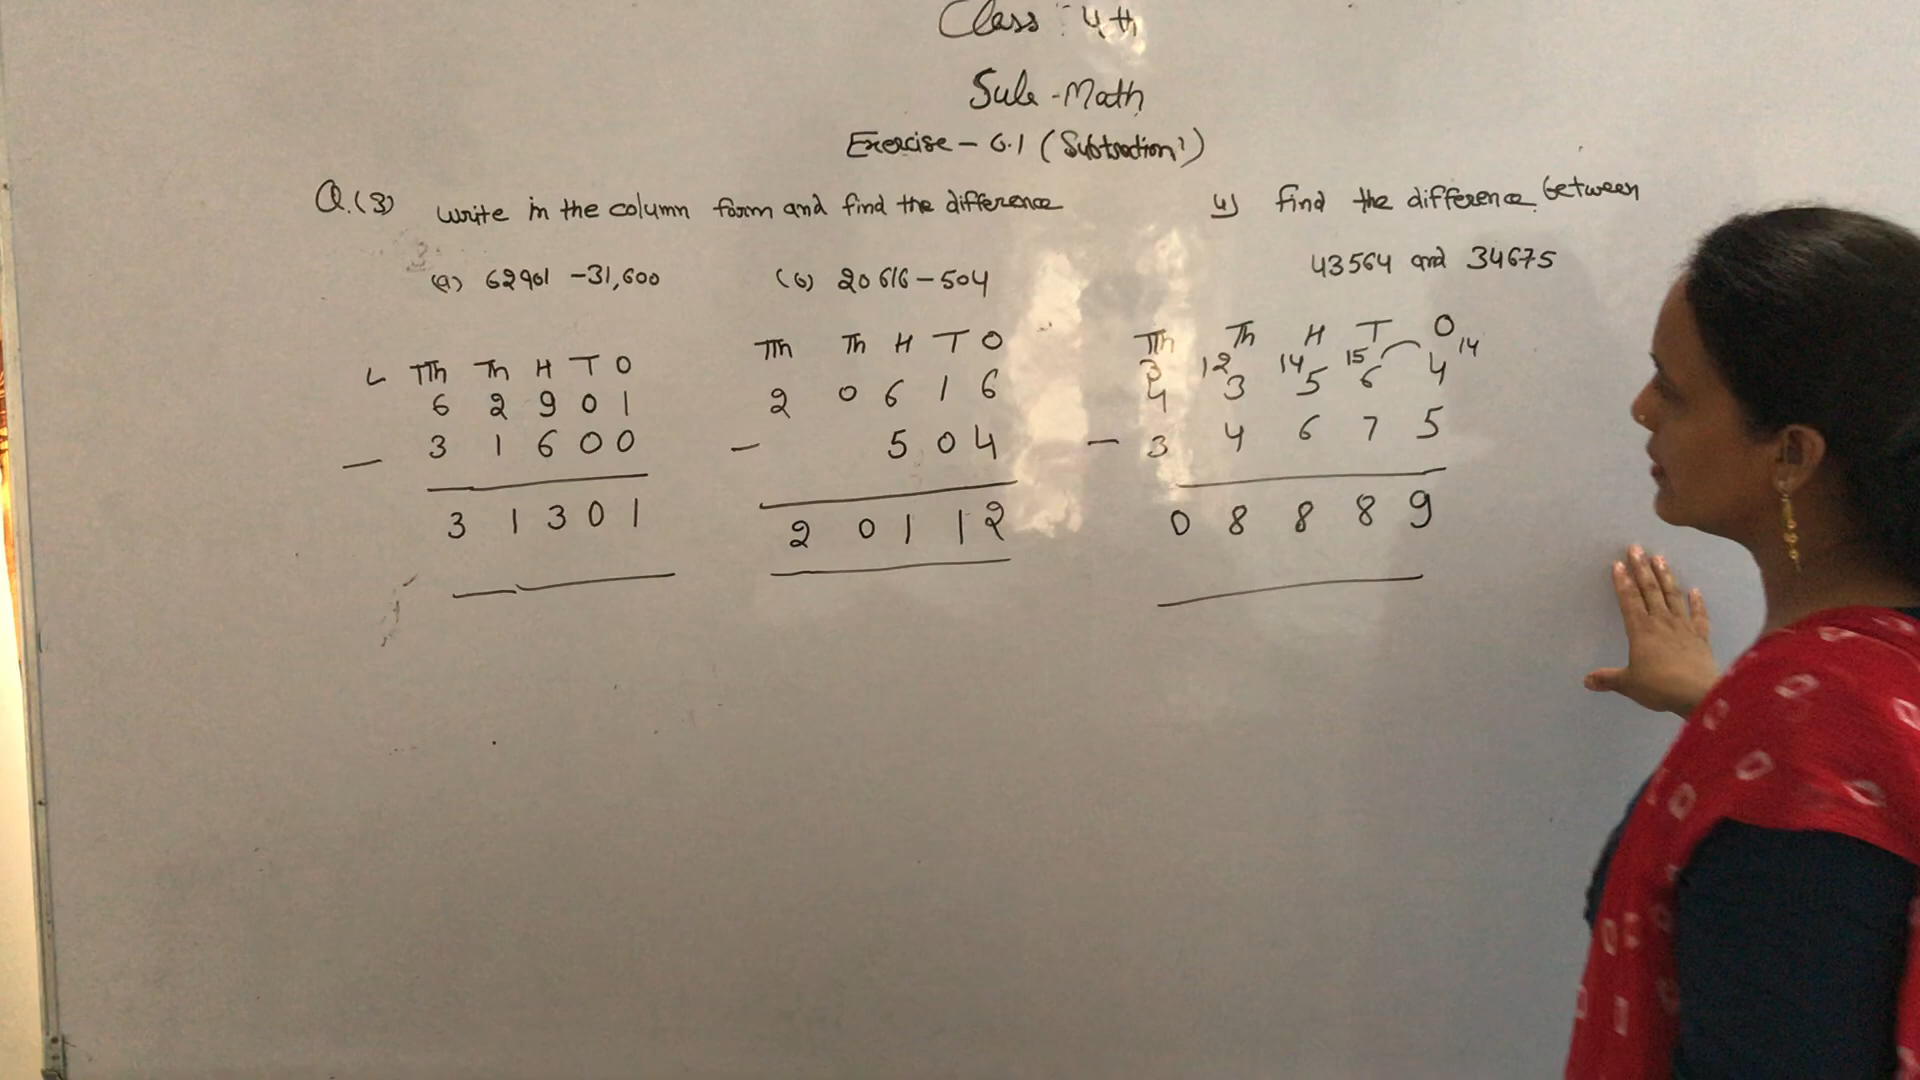 Class : 4th
Sub - Math
Exercise - 6.1 (Subtraction)
Q.(3) write in the column form and find the difference
(a) 62901 - 31,600
L TTh Th H T O
6 2 9 0 1
- 3 1 6 0 0
3 1 3 0 1
(b) 20616 - 504
TTh Th H T O
2 0 6 1 6
- 5 0 4
2 0 1 1 2
4) find the difference between
43564 and 34675
TTh Th H T O
3 12 14 15 14
4 3 5 6 4
- 3 4 6 7 5
0 8 8 8 9